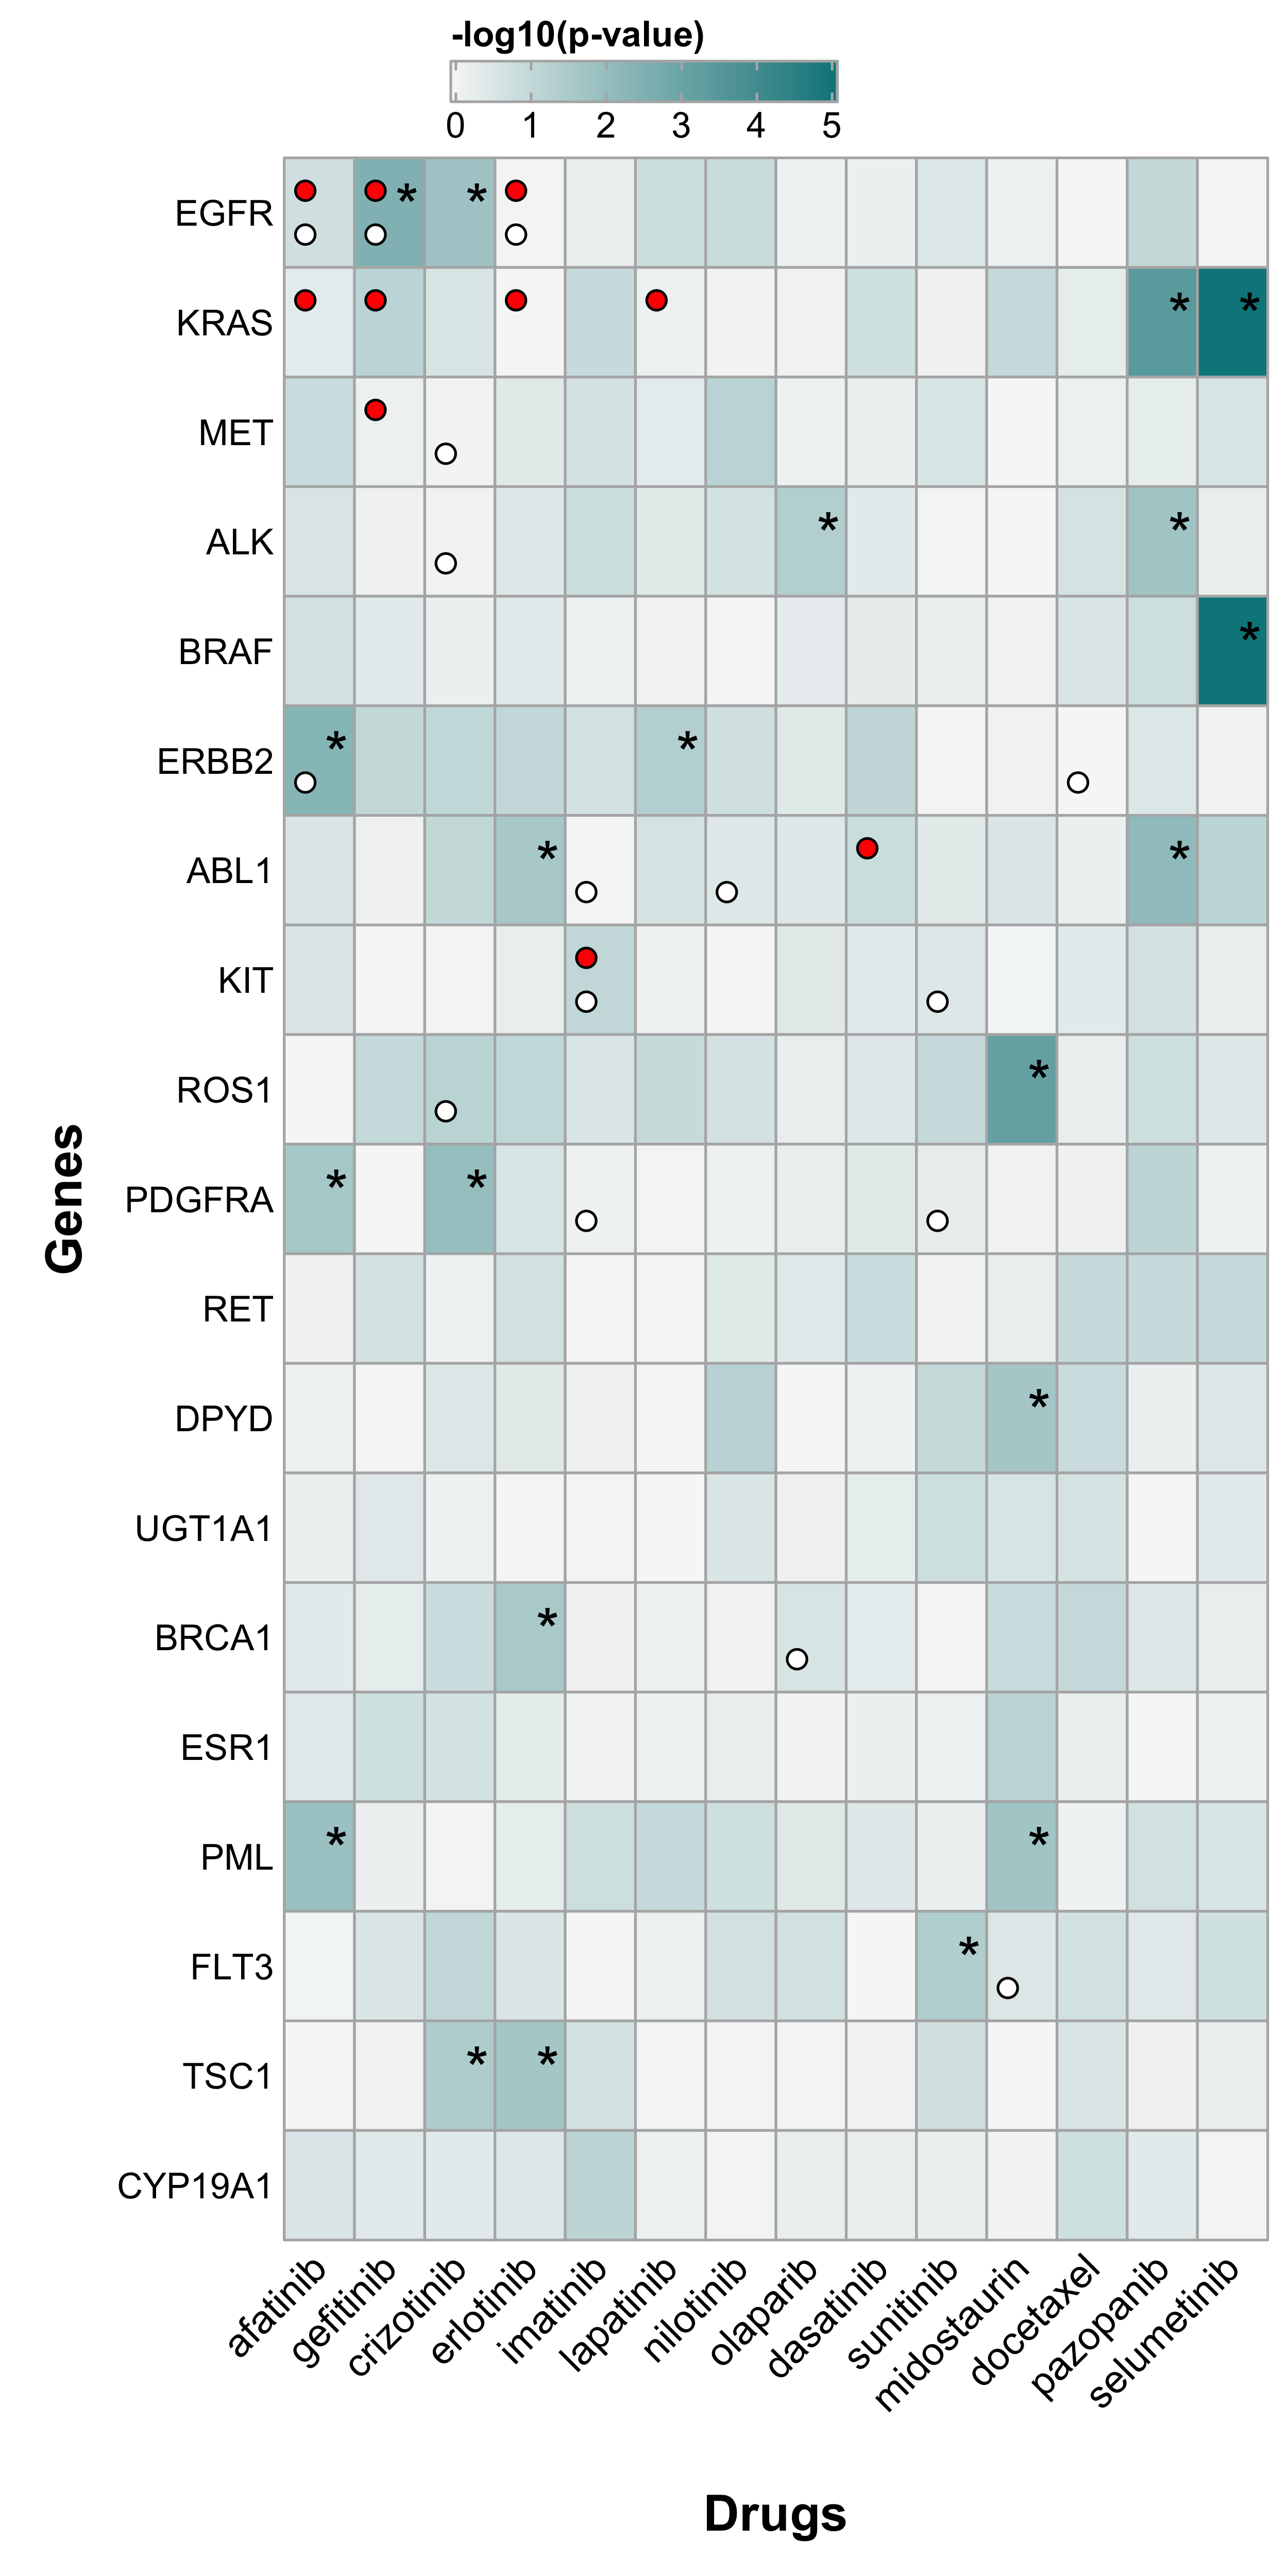 -log10(p-value)
0 1 2 3 4 5
EGFR * *
KRAS * *
MET
ALK * *
BRAF *
ERBB2 * *
ABL1 * *
KIT
ROS1 *
PDGFRA * *
RET
DPYD *
UGT1A1
BRCA1 *
ESR1
PML * *
FLT3 *
TSC1 * *
CYP19A1
Genes
afatinib
gefitinib
crizotinib
erlotinib
imatinib
lapatinib
nilotinib
olaparib
dasatinib
sunitinib
midostaurin
docetaxel
pazopanib
selumetinib
Drugs